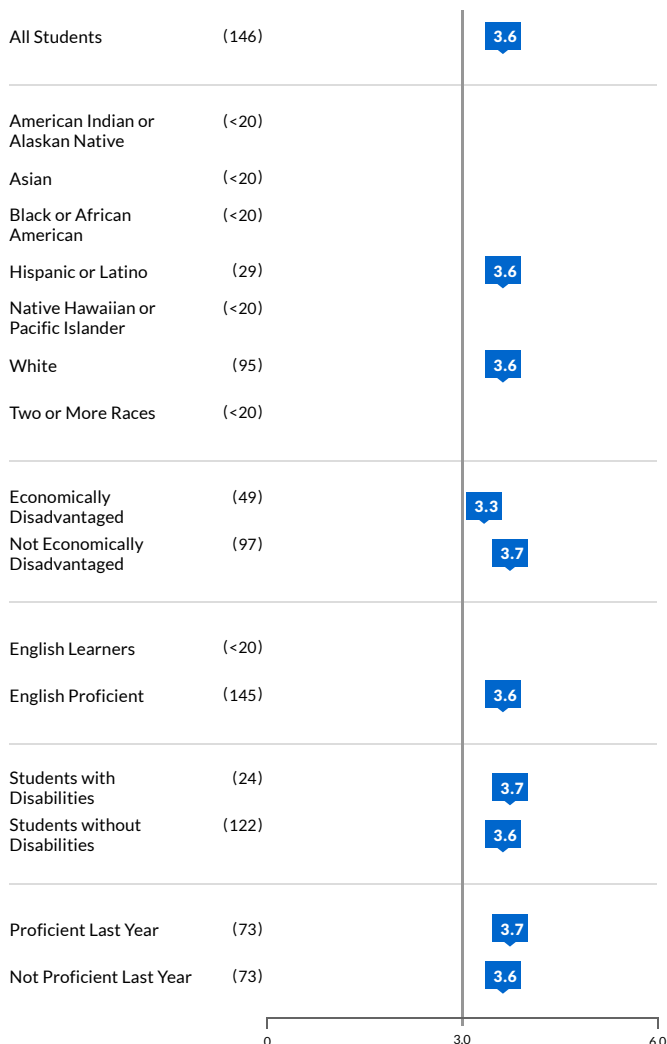 All Students (146) 3.6
American Indian or (<20)
Alaskan Native
Asian (<20)
Black or African (<20)
American
Hispanic or Latino (29) 3.6
Native Hawaiian or (<20)
Pacific Islander
White (95) 3.6
Two or More Races (<20)
Economically (49) 3.3
Disadvantaged
Not Economically (97) 3.7
Disadvantaged
English Learners (<20)
English Proficient (145) 3.6
Students with (24) 3.7
Disabilities
Students without (122) 3.6
Disabilities
Proficient Last Year (73) 3.7
Not Proficient Last Year (73) 3.6
0 3.0 6.0